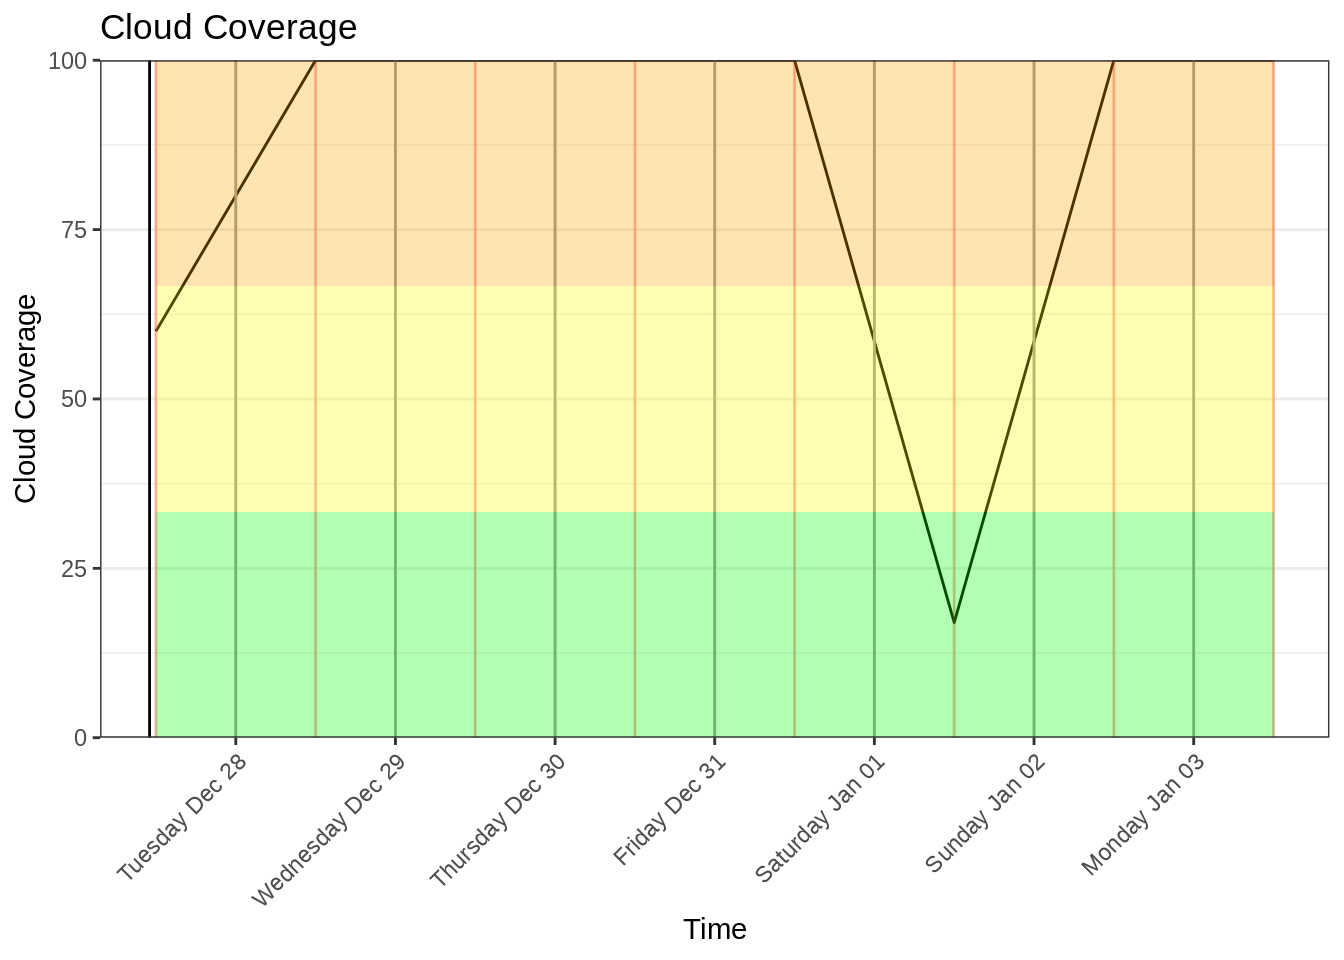 Cloud Coverage
100
75
50
25
0
Cloud Coverage
Tuesday Dec 28
Wednesday Dec 29
Thursday Dec 30
Friday Dec 31
Saturday Jan 01
Sunday Jan 02
Monday Jan 03
Time